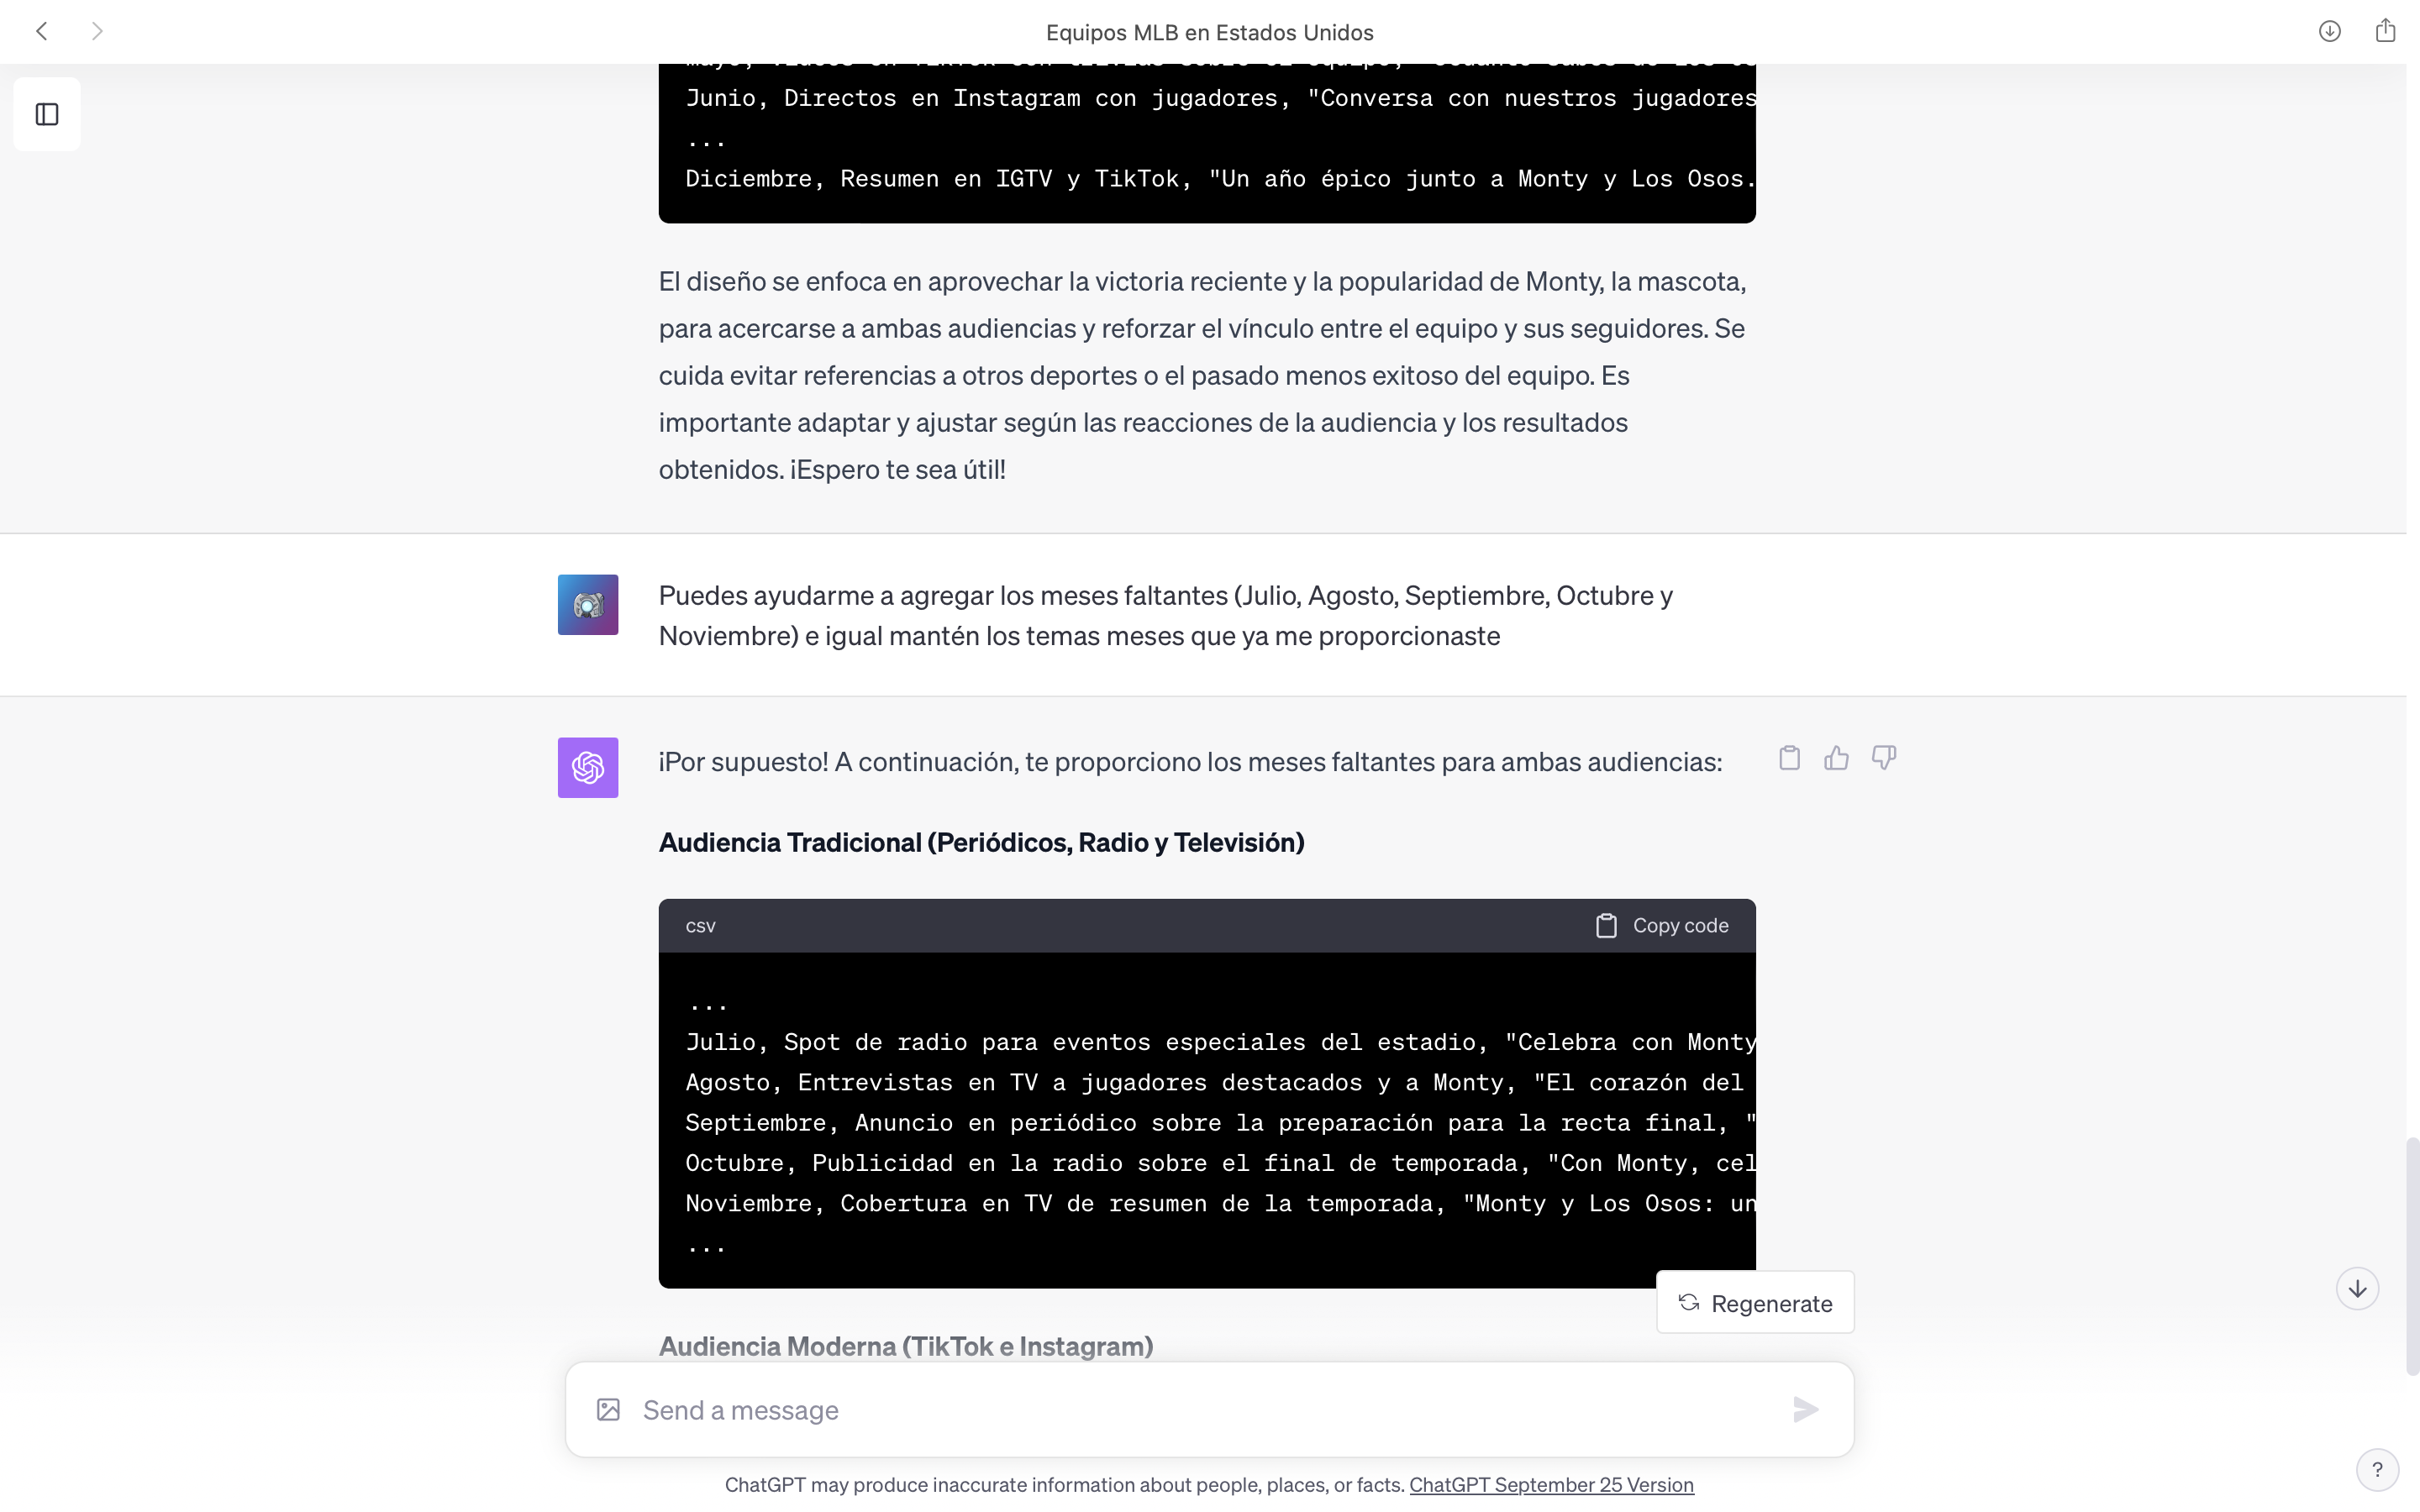 Equipos MLB en Estados Unidos
Junio, Directos en Instagram con jugadores, "Conversa con nuestros jugadores
...
Diciembre, Resumen en IGTV y TikTok, "Un año épico junto a Monty y Los Osos.
El diseño se enfoca en aprovechar la victoria reciente y la popularidad de Monty, la mascota,
para acercarse a ambas audiencias y reforzar el vínculo entre el equipo y sus seguidores. Se
cuida evitar referencias a otros deportes o el pasado menos exitoso del equipo. Es
importante adaptar y ajustar según las reacciones de la audiencia y los resultados
obtenidos. ¡Espero te sea útil!
Puedes ayudarme a agregar los meses faltantes (Julio, Agosto, Septiembre, Octubre y
Noviembre) e igual mantén los temas meses que ya me proporcionaste
¡Por supuesto! A continuación, te proporciono los meses faltantes para ambas audiencias:
Audiencia Tradicional (Periódicos, Radio y Televisión)
csv Copy code
...
Julio, Spot de radio para eventos especiales del estadio, "Celebra con Monty
Agosto, Entrevistas en TV a jugadores destacados y a Monty, "El corazón del
Septiembre, Anuncio en periódico sobre la preparación para la recta final, "
Octubre, Publicidad en la radio sobre el final de temporada, "Con Monty, cel
Noviembre, Cobertura en TV de resumen de la temporada, "Monty y Los Osos: un
...
Regenerate
Audiencia Moderna (TikTok e Instagram)
Send a message
ChatGPT may produce inaccurate information about people, places, or facts. ChatGPT September 25 Version
?